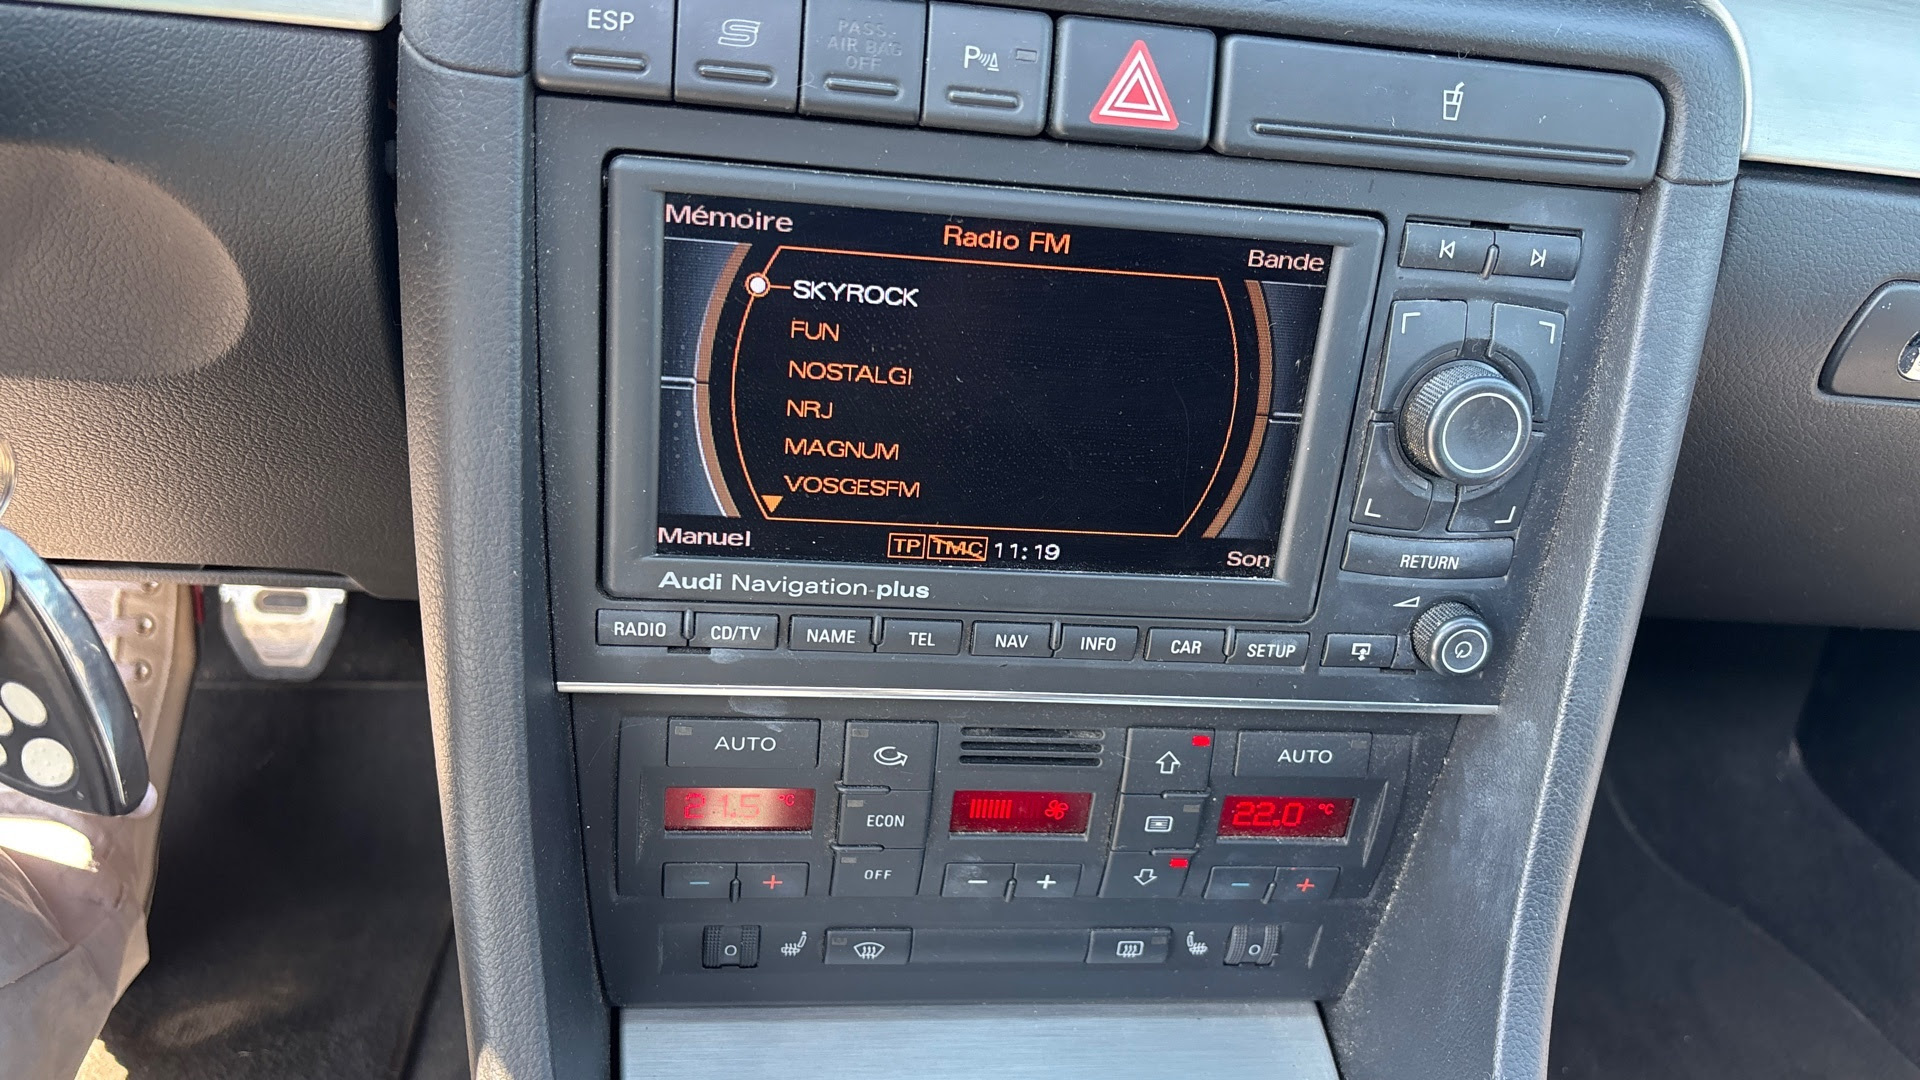 ESP
S
PASS.
AIR BAG
OFF
P
Mémoire
Radio FM
Bande
SKYROCK
FUN
NOSTALGI
NRJ
MAGNUM
VOSGESFM
Manuel
TP TMC 11:19
Son
Audi Navigation plus
RETURN
RADIO CD/TV NAME TEL NAV INFO CAR SETUP
AUTO
AUTO
21.5 °C
ECON
22.0 °C
OFF
- +
- +
- +
0
0